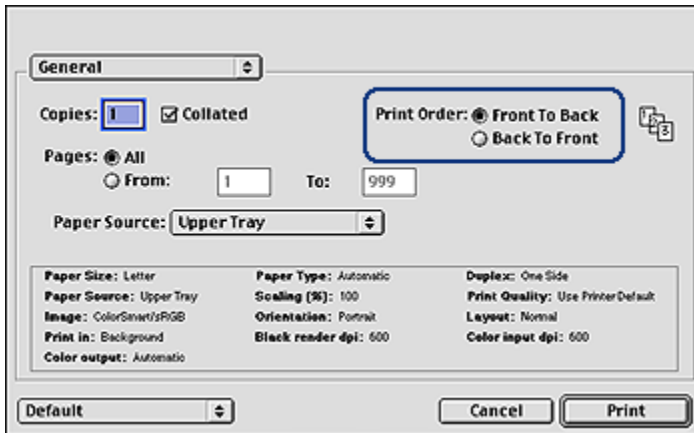 General
Copies: 1 Collated Print Order: Front To Back
Back To Front
Pages: All
From: 1 To: 999
Paper Source: Upper Tray
Paper Size: Letter Paper Type: Automatic Duplex: One Side
Paper Source: Upper Tray Scaling (%): 100 Print Quality: Use Printer Default
Image: ColorSmart/sRGB Orientation: Portrait Layout: Normal
Print in: Background Black render dpi: 600 Color input dpi: 600
Color output: Automatic
Default Cancel Print